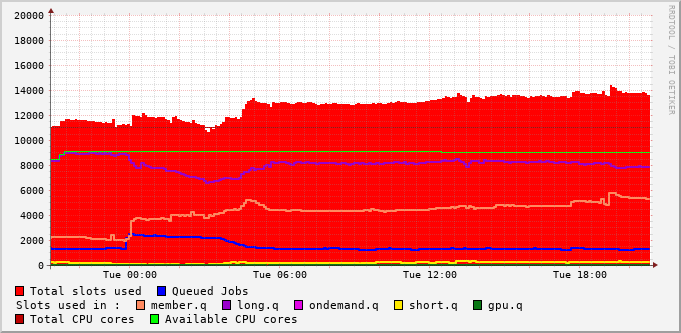 RRDTOOL / TOBI OETIKER
20000
18000
16000
14000
12000
10000
8000
6000
4000
2000
0
Tue 00:00 Tue 06:00 Tue 12:00 Tue 18:00
Total slots used Queued Jobs
Slots used in : member.q long.q ondemand.q short.q gpu.q
Total CPU cores Available CPU cores